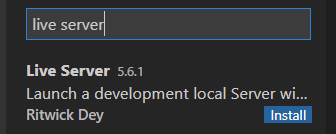 live server
Live Server 5.6.1
Launch a development local Server wi...
Ritwick Dey Install